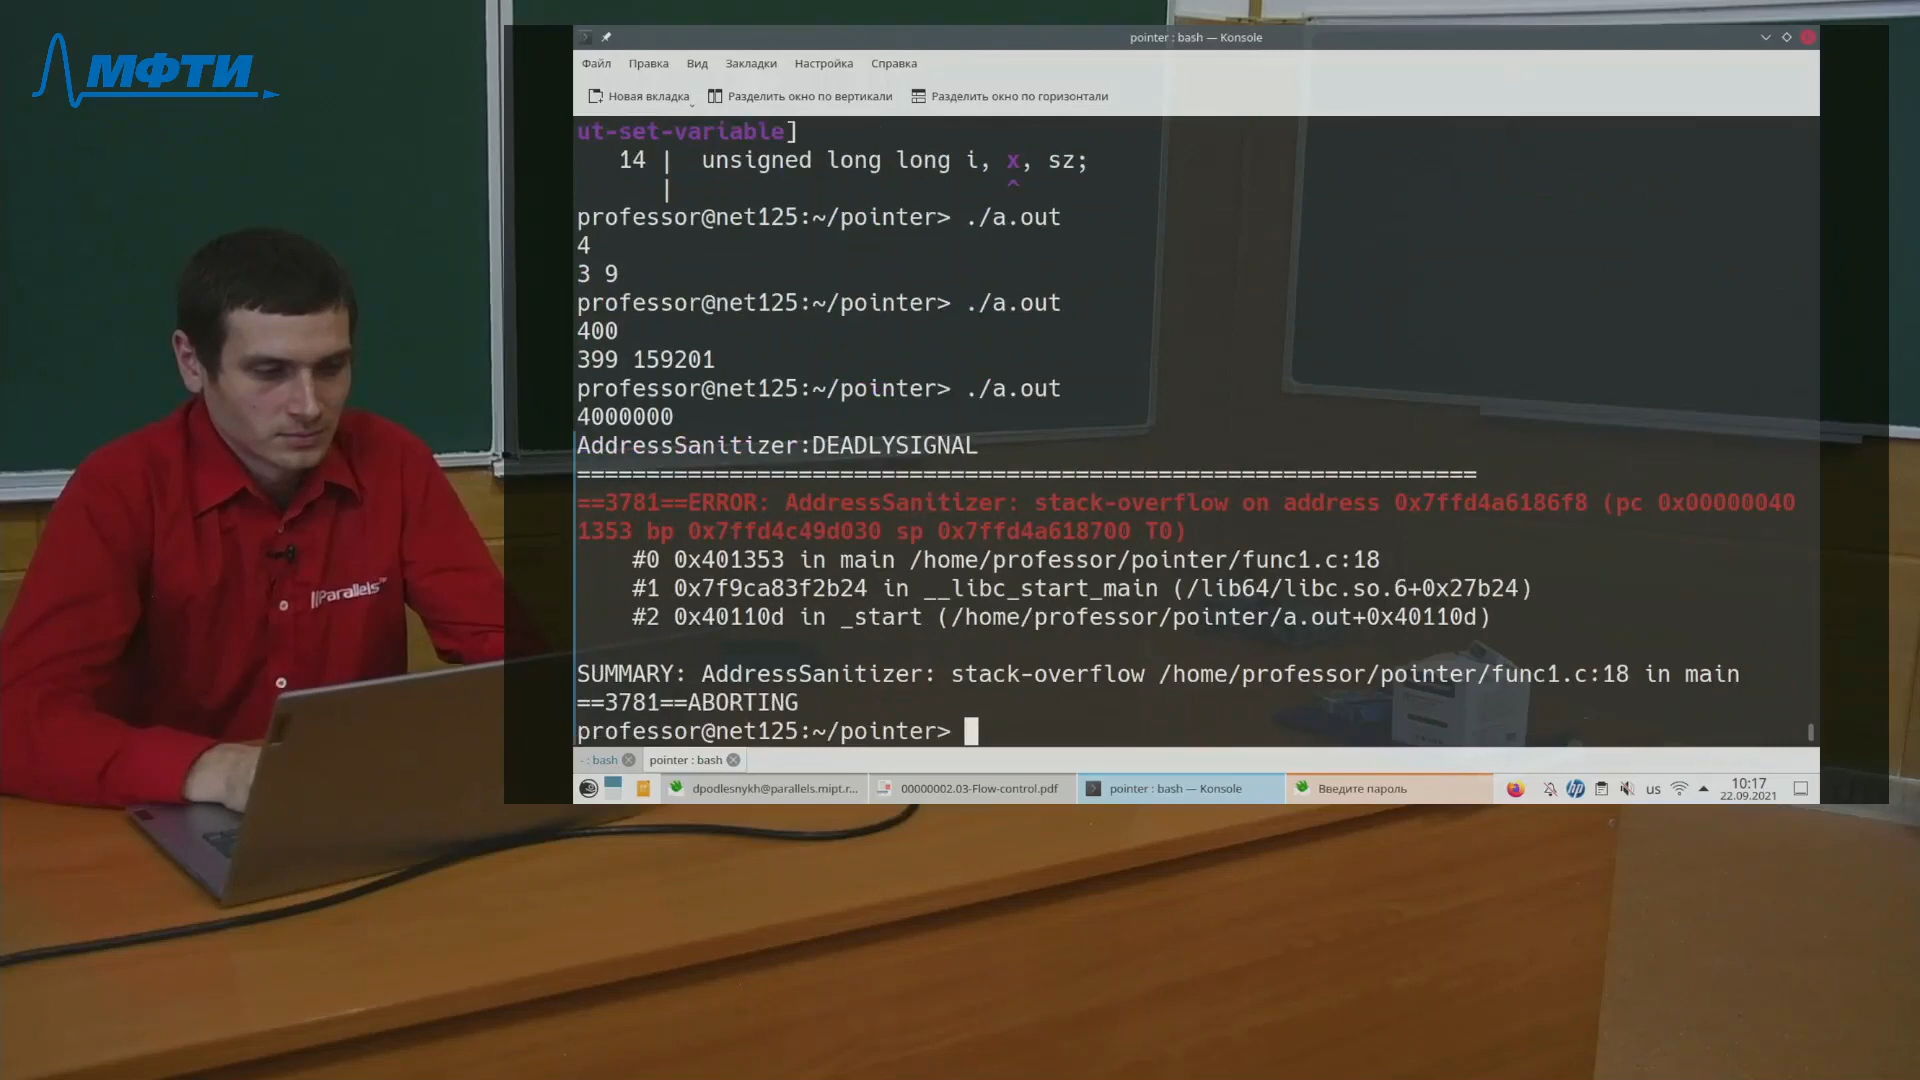 МФТИ
pointer : bash — Konsole
Файл Правка Вид Закладки Настройка Справка
Новая вкладка Разделить окно по вертикали Разделить окно по горизонтали
ut-set-variable]
14 | unsigned long long i, x, sz;
| ^
professor@net125:~/pointer> ./a.out
4
3 9
professor@net125:~/pointer> ./a.out
400
399 159201
professor@net125:~/pointer> ./a.out
4000000
AddressSanitizer:DEADLYSIGNAL
=================================================================
==3781==ERROR: AddressSanitizer: stack-overflow on address 0x7ffd4a6186f8 (pc 0x00000040
1353 bp 0x7ffd4c49d030 sp 0x7ffd4a618700 T0)
#0 0x401353 in main /home/professor/pointer/func1.c:18
#1 0x7f9ca83f2b24 in __libc_start_main (/lib64/libc.so.6+0x27b24)
#2 0x40110d in _start (/home/professor/pointer/a.out+0x40110d)
SUMMARY: AddressSanitizer: stack-overflow /home/professor/pointer/func1.c:18 in main
==3781==ABORTING
professor@net125:~/pointer>
- : bash pointer : bash
dpodlesnykh@parallels.mipt.r... 00000002.03-Flow-control.pdf pointer : bash — Konsole Введите пароль hp us 10:17
22.09.2021
||Parallels™